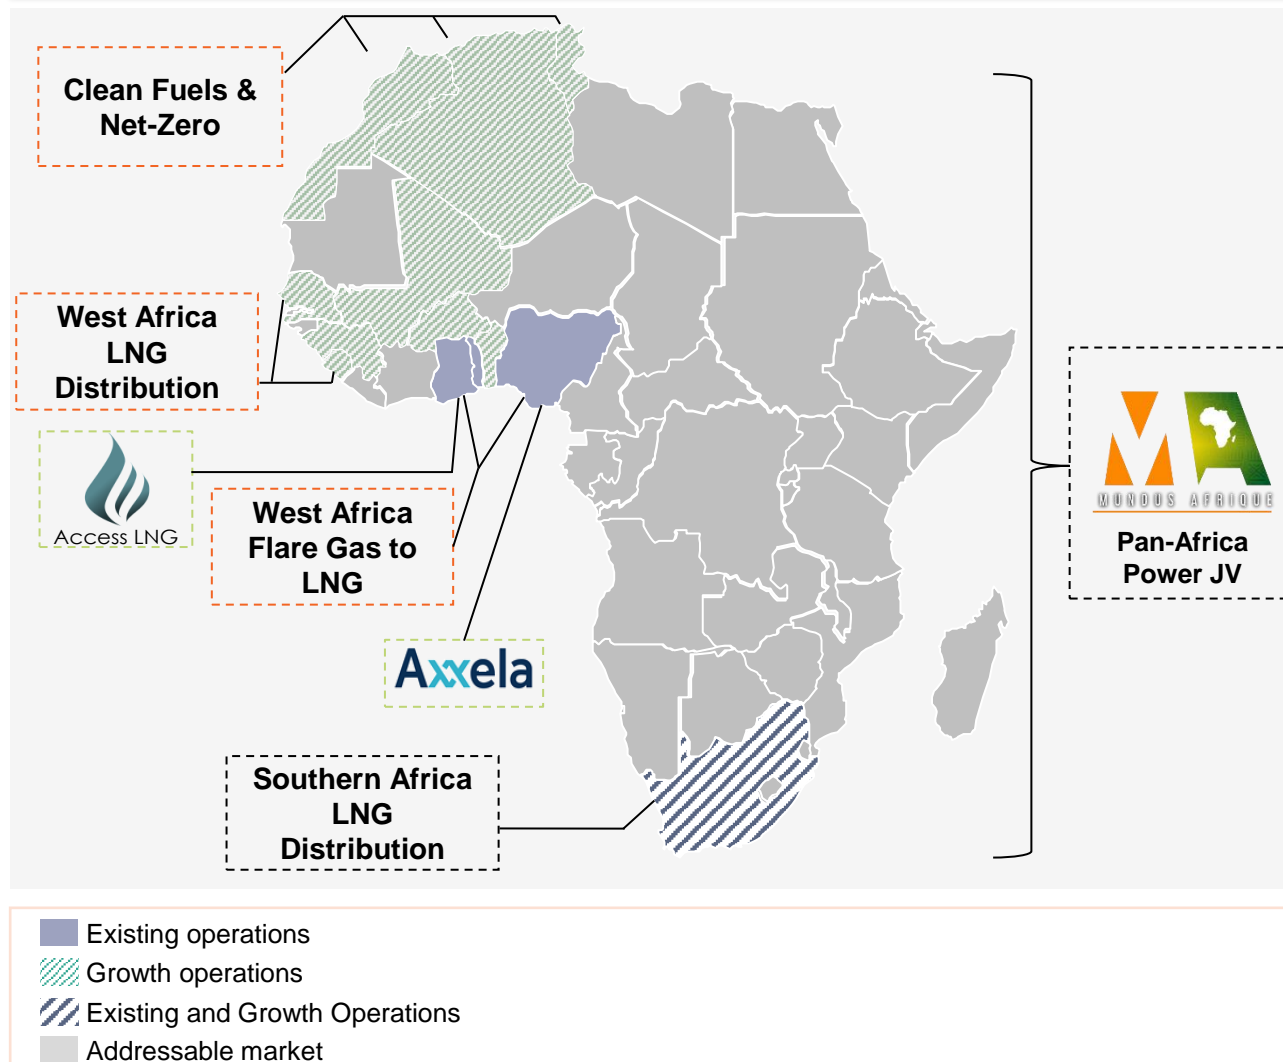 Clean Fuels &
Net-Zero
West Africa
LNG
Distribution
Access LNG
West Africa
Flare Gas to
LNG
Axxela
Southern Africa
LNG
Distribution
MA
MUNDUS AFRIQUE
Pan-Africa
Power JV
Existing operations
Growth operations
Existing and Growth Operations
Addressable market